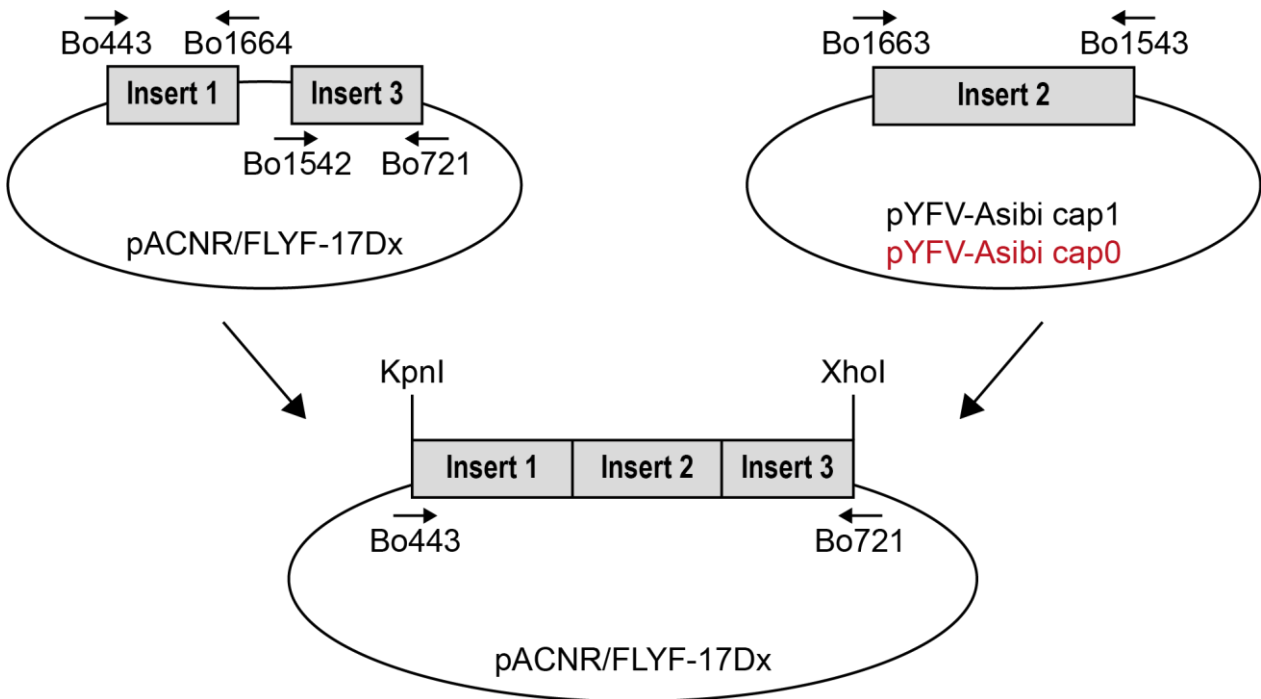 Bo443 Bo1664
Insert 1 Insert 3
Bo1542 Bo721
pACNR/FLYF-17Dx
Bo1663 Bo1543
Insert 2
pYFV-Asibi cap1
pYFV-Asibi cap0
KpnI XhoI
Insert 1 Insert 2 Insert 3
Bo443 Bo721
pACNR/FLYF-17Dx